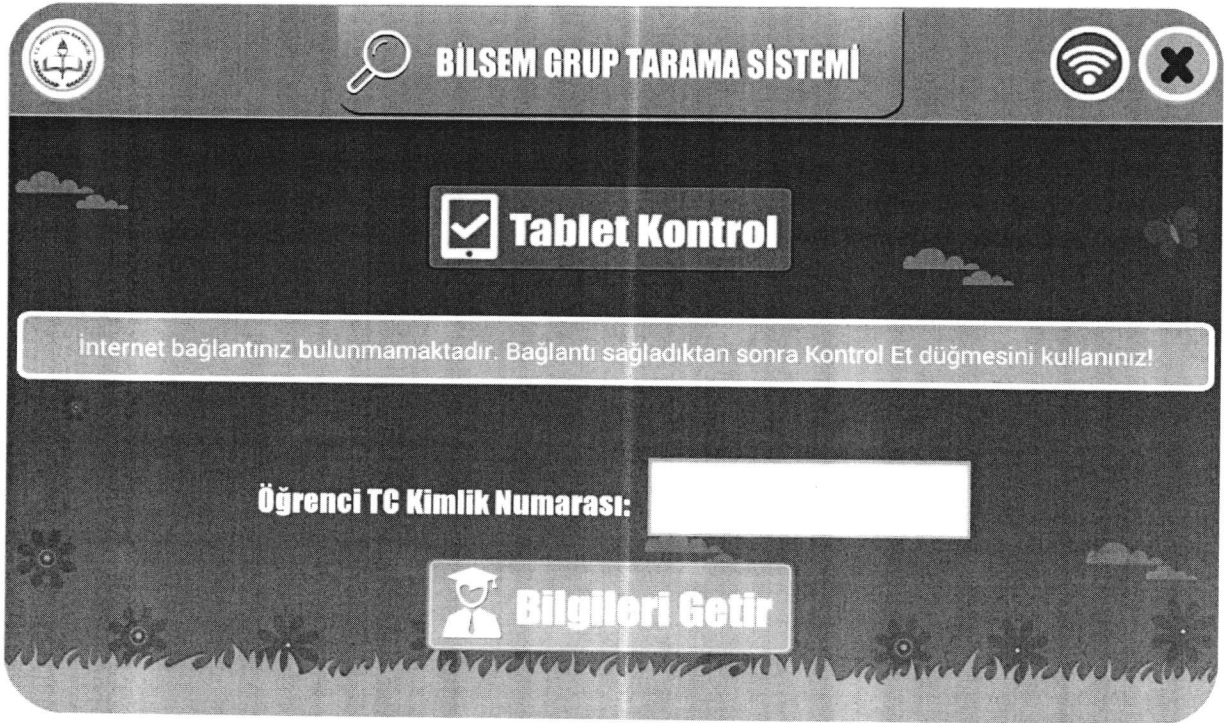 BİLSEM GRUP TARAMA SİSTEMİ
Tablet Kontrol
İnternet bağlantınız bulunmamaktadır. Bağlantı sağladıktan sonra Kontrol Et düğmesini kullanınız!
Öğrenci TC Kimlik Numarası:
Bilgileri Getir